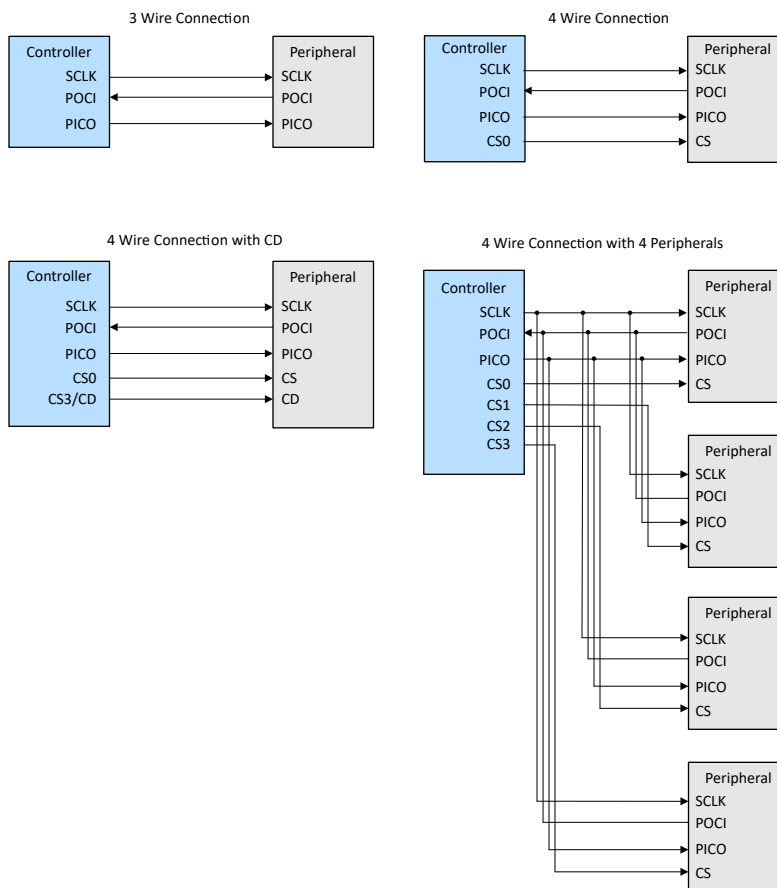 3 Wire Connection
Controller
SCLK
POCI
PICO
Peripheral
SCLK
POCI
PICO
4 Wire Connection
Controller
SCLK
POCI
PICO
CS0
Peripheral
SCLK
POCI
PICO
CS
4 Wire Connection with CD
Controller
SCLK
POCI
PICO
CS0
CS3/CD
Peripheral
SCLK
POCI
PICO
CS
CD
4 Wire Connection with 4 Peripherals
Controller
SCLK
POCI
PICO
CS0
CS1
CS2
CS3
Peripheral
SCLK
POCI
PICO
CS
Peripheral
SCLK
POCI
PICO
CS
Peripheral
SCLK
POCI
PICO
CS
Peripheral
SCLK
POCI
PICO
CS